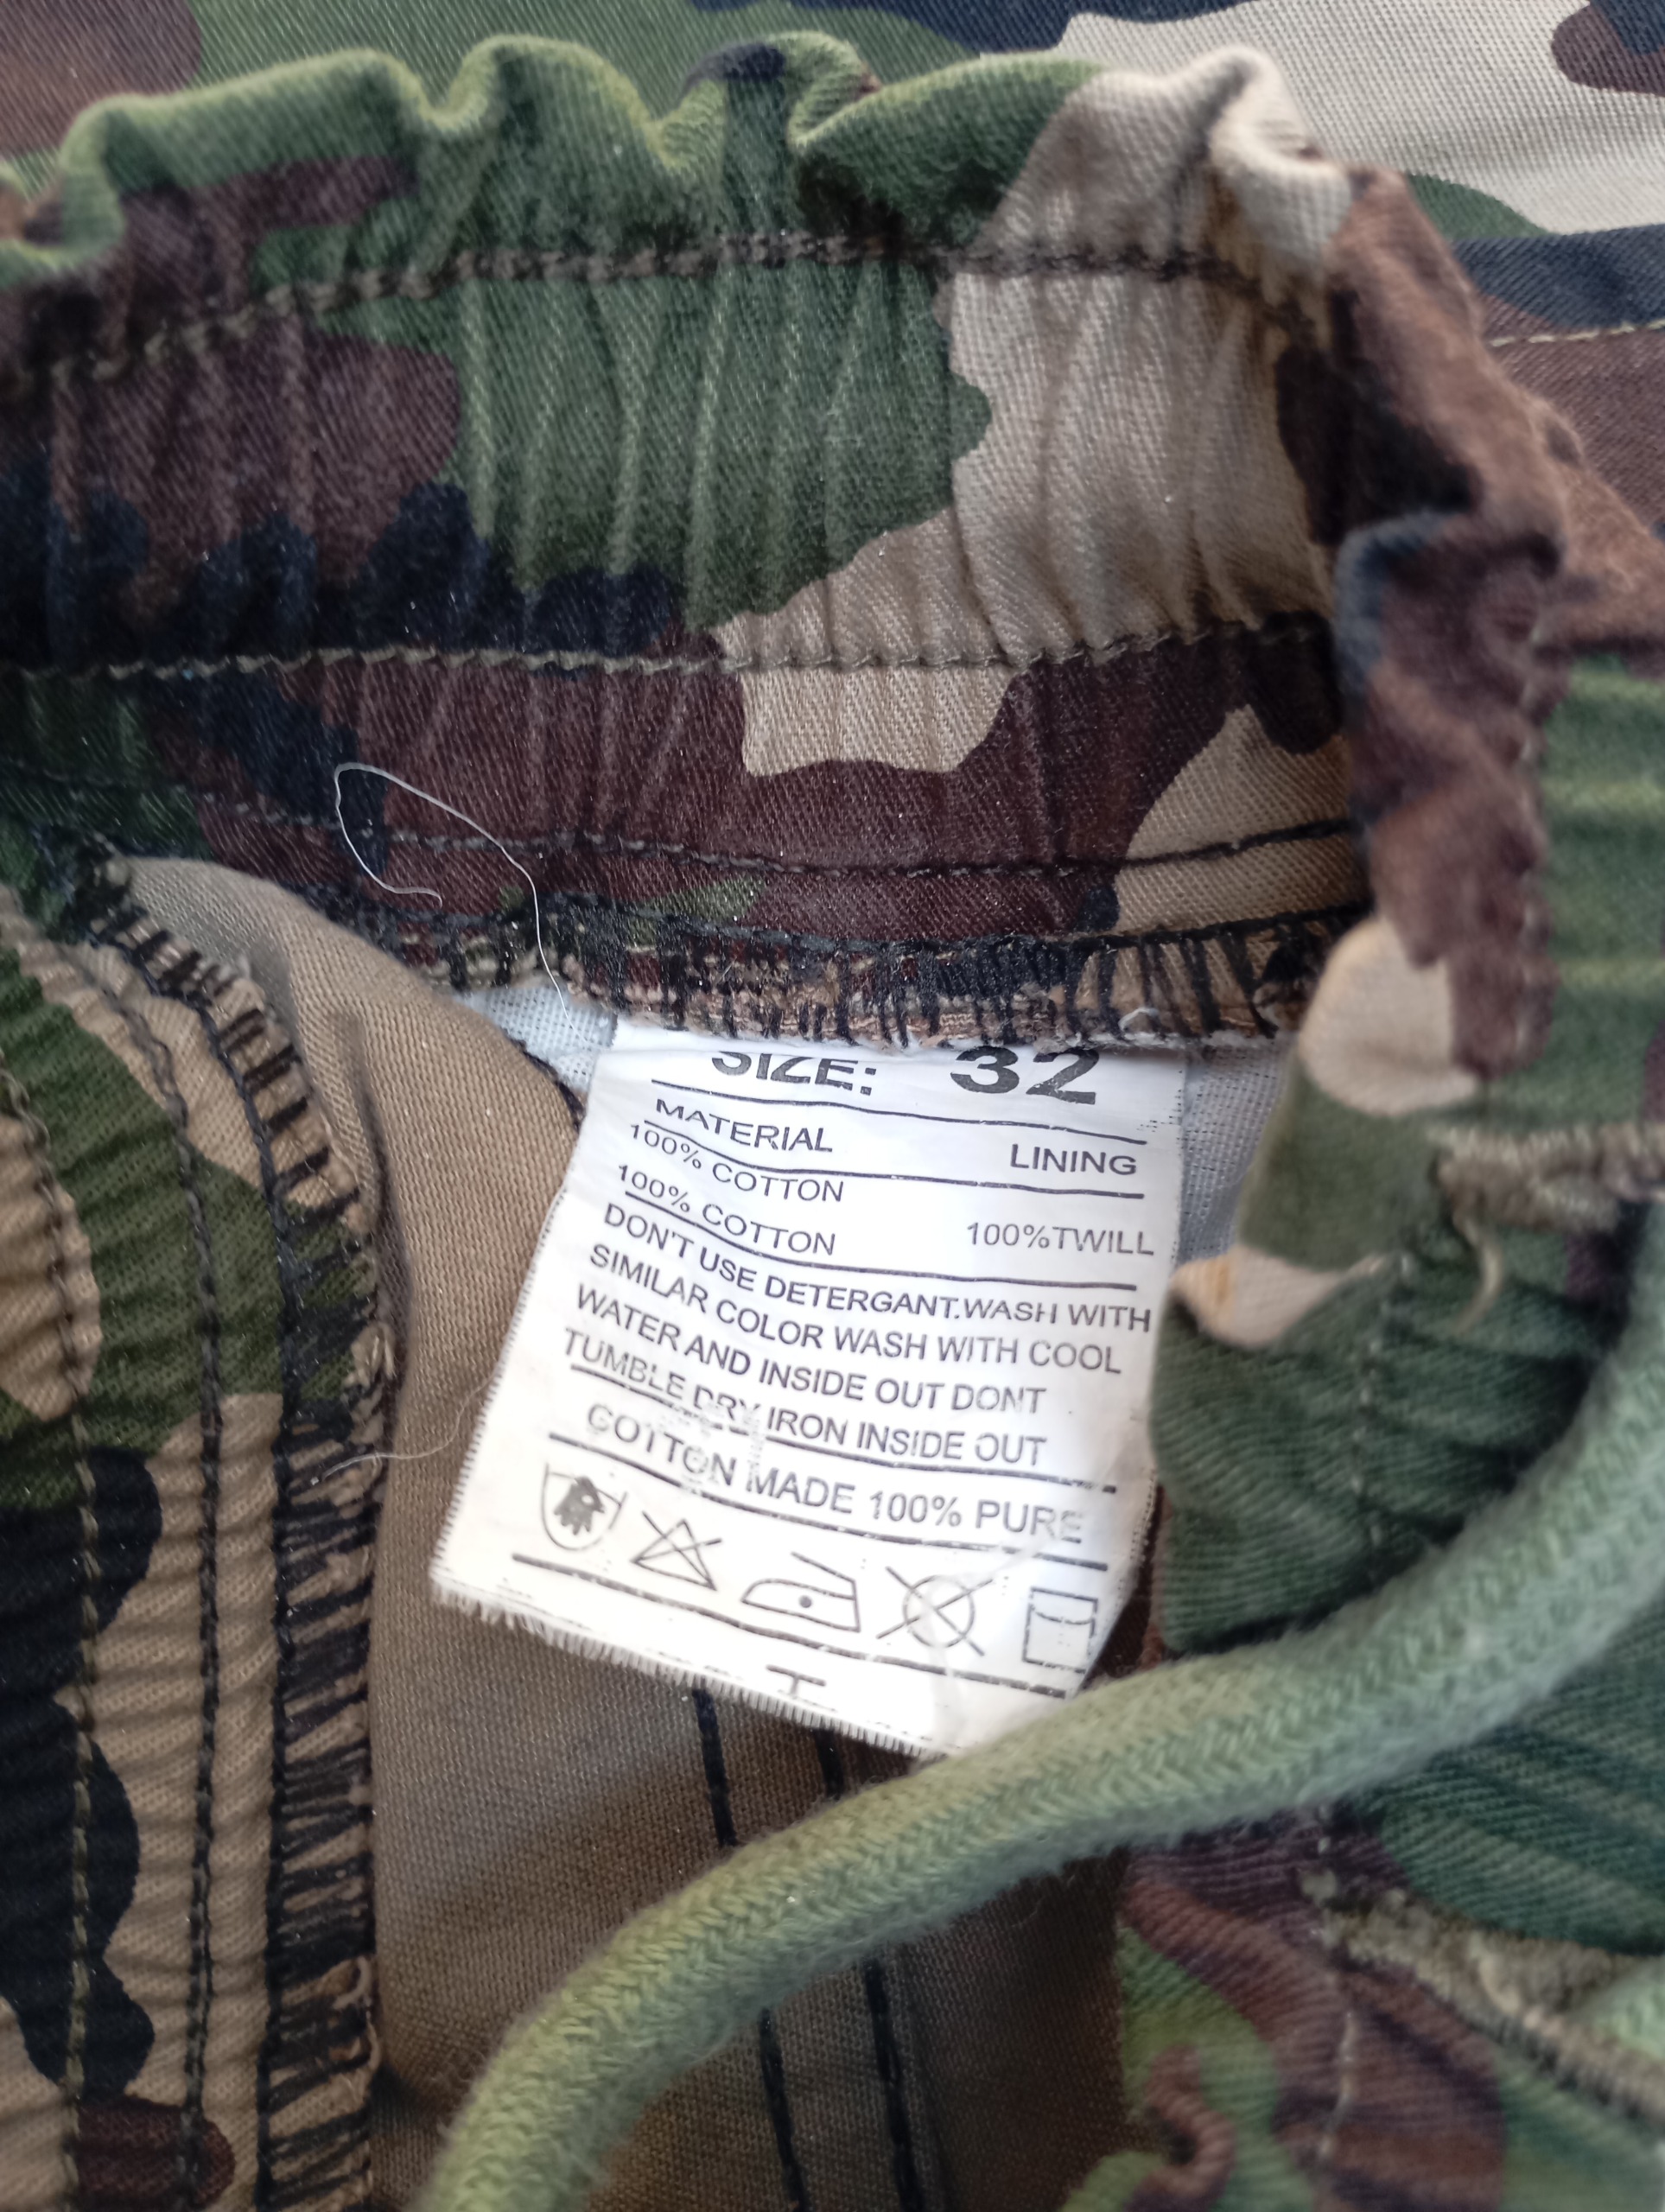 SIZE: 32
MATERIAL LINING
100% COTTON
100% COTTON 100%TWILL
DON'T USE DETERGANT.WASH WITH
SIMILAR COLOR WASH WITH COOL
WATER AND INSIDE OUT DONT
TUMBLE DRY IRON INSIDE OUT
COTTON MADE 100% PURE